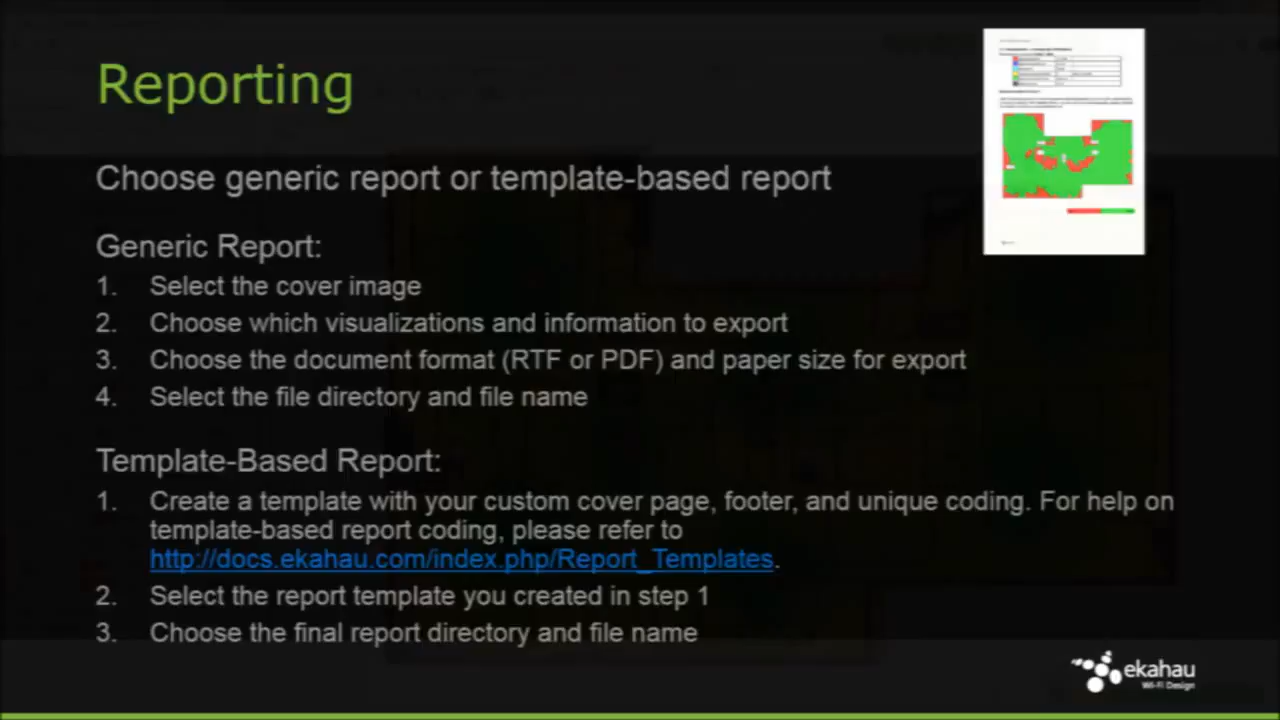 Reporting
Choose generic report or template-based report
Generic Report:
1. Select the cover image
2. Choose which visualizations and information to export
3. Choose the document format (RTF or PDF) and paper size for export
4. Select the file directory and file name
Template-Based Report:
1. Create a template with your custom cover page, footer, and unique coding. For help on
template-based report coding, please refer to
http://docs.ekahau.com/index.php/Report_Templates.
2. Select the report template you created in step 1
3. Choose the final report directory and file name
ekahau
Wi-Fi Design